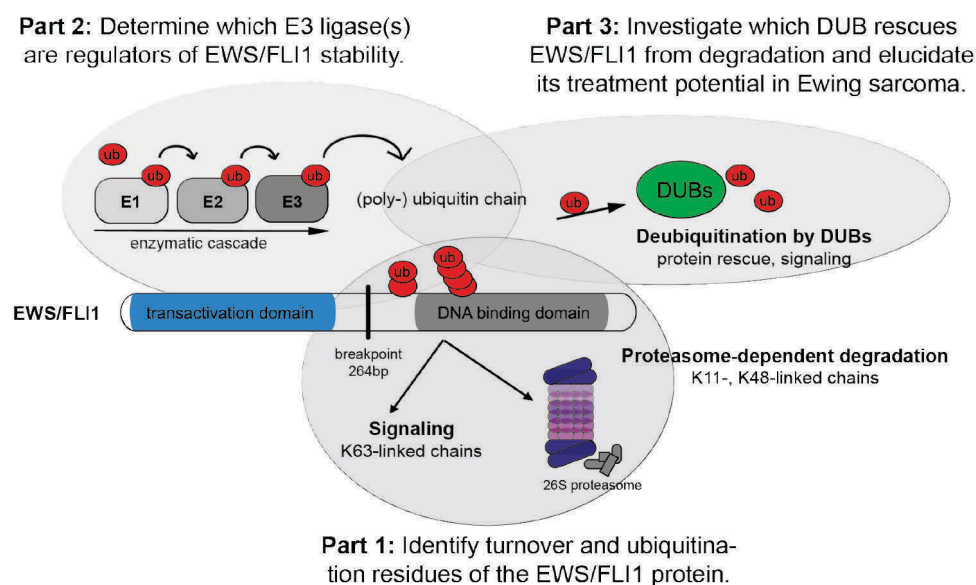 Part 2: Determine which E3 ligase(s)
are regulators of EWS/FLI1 stability.
Part 3: Investigate which DUB rescues
EWS/FLI1 from degradation and elucidate
its treatment potential in Ewing sarcoma.
ub
ub
ub
ub
E1
E2
E3
enzymatic cascade
(poly-) ubiquitin chain
ub
DUBs
ub
ub
Deubiquitination by DUBs
protein rescue, signaling
ub
ub
EWS/FLI1
transactivation domain
DNA binding domain
breakpoint
264bp
Proteasome-dependent degradation
K11-, K48-linked chains
Signaling
K63-linked chains
26S proteasome
Part 1: Identify turnover and ubiquitina-
tion residues of the EWS/FLI1 protein.